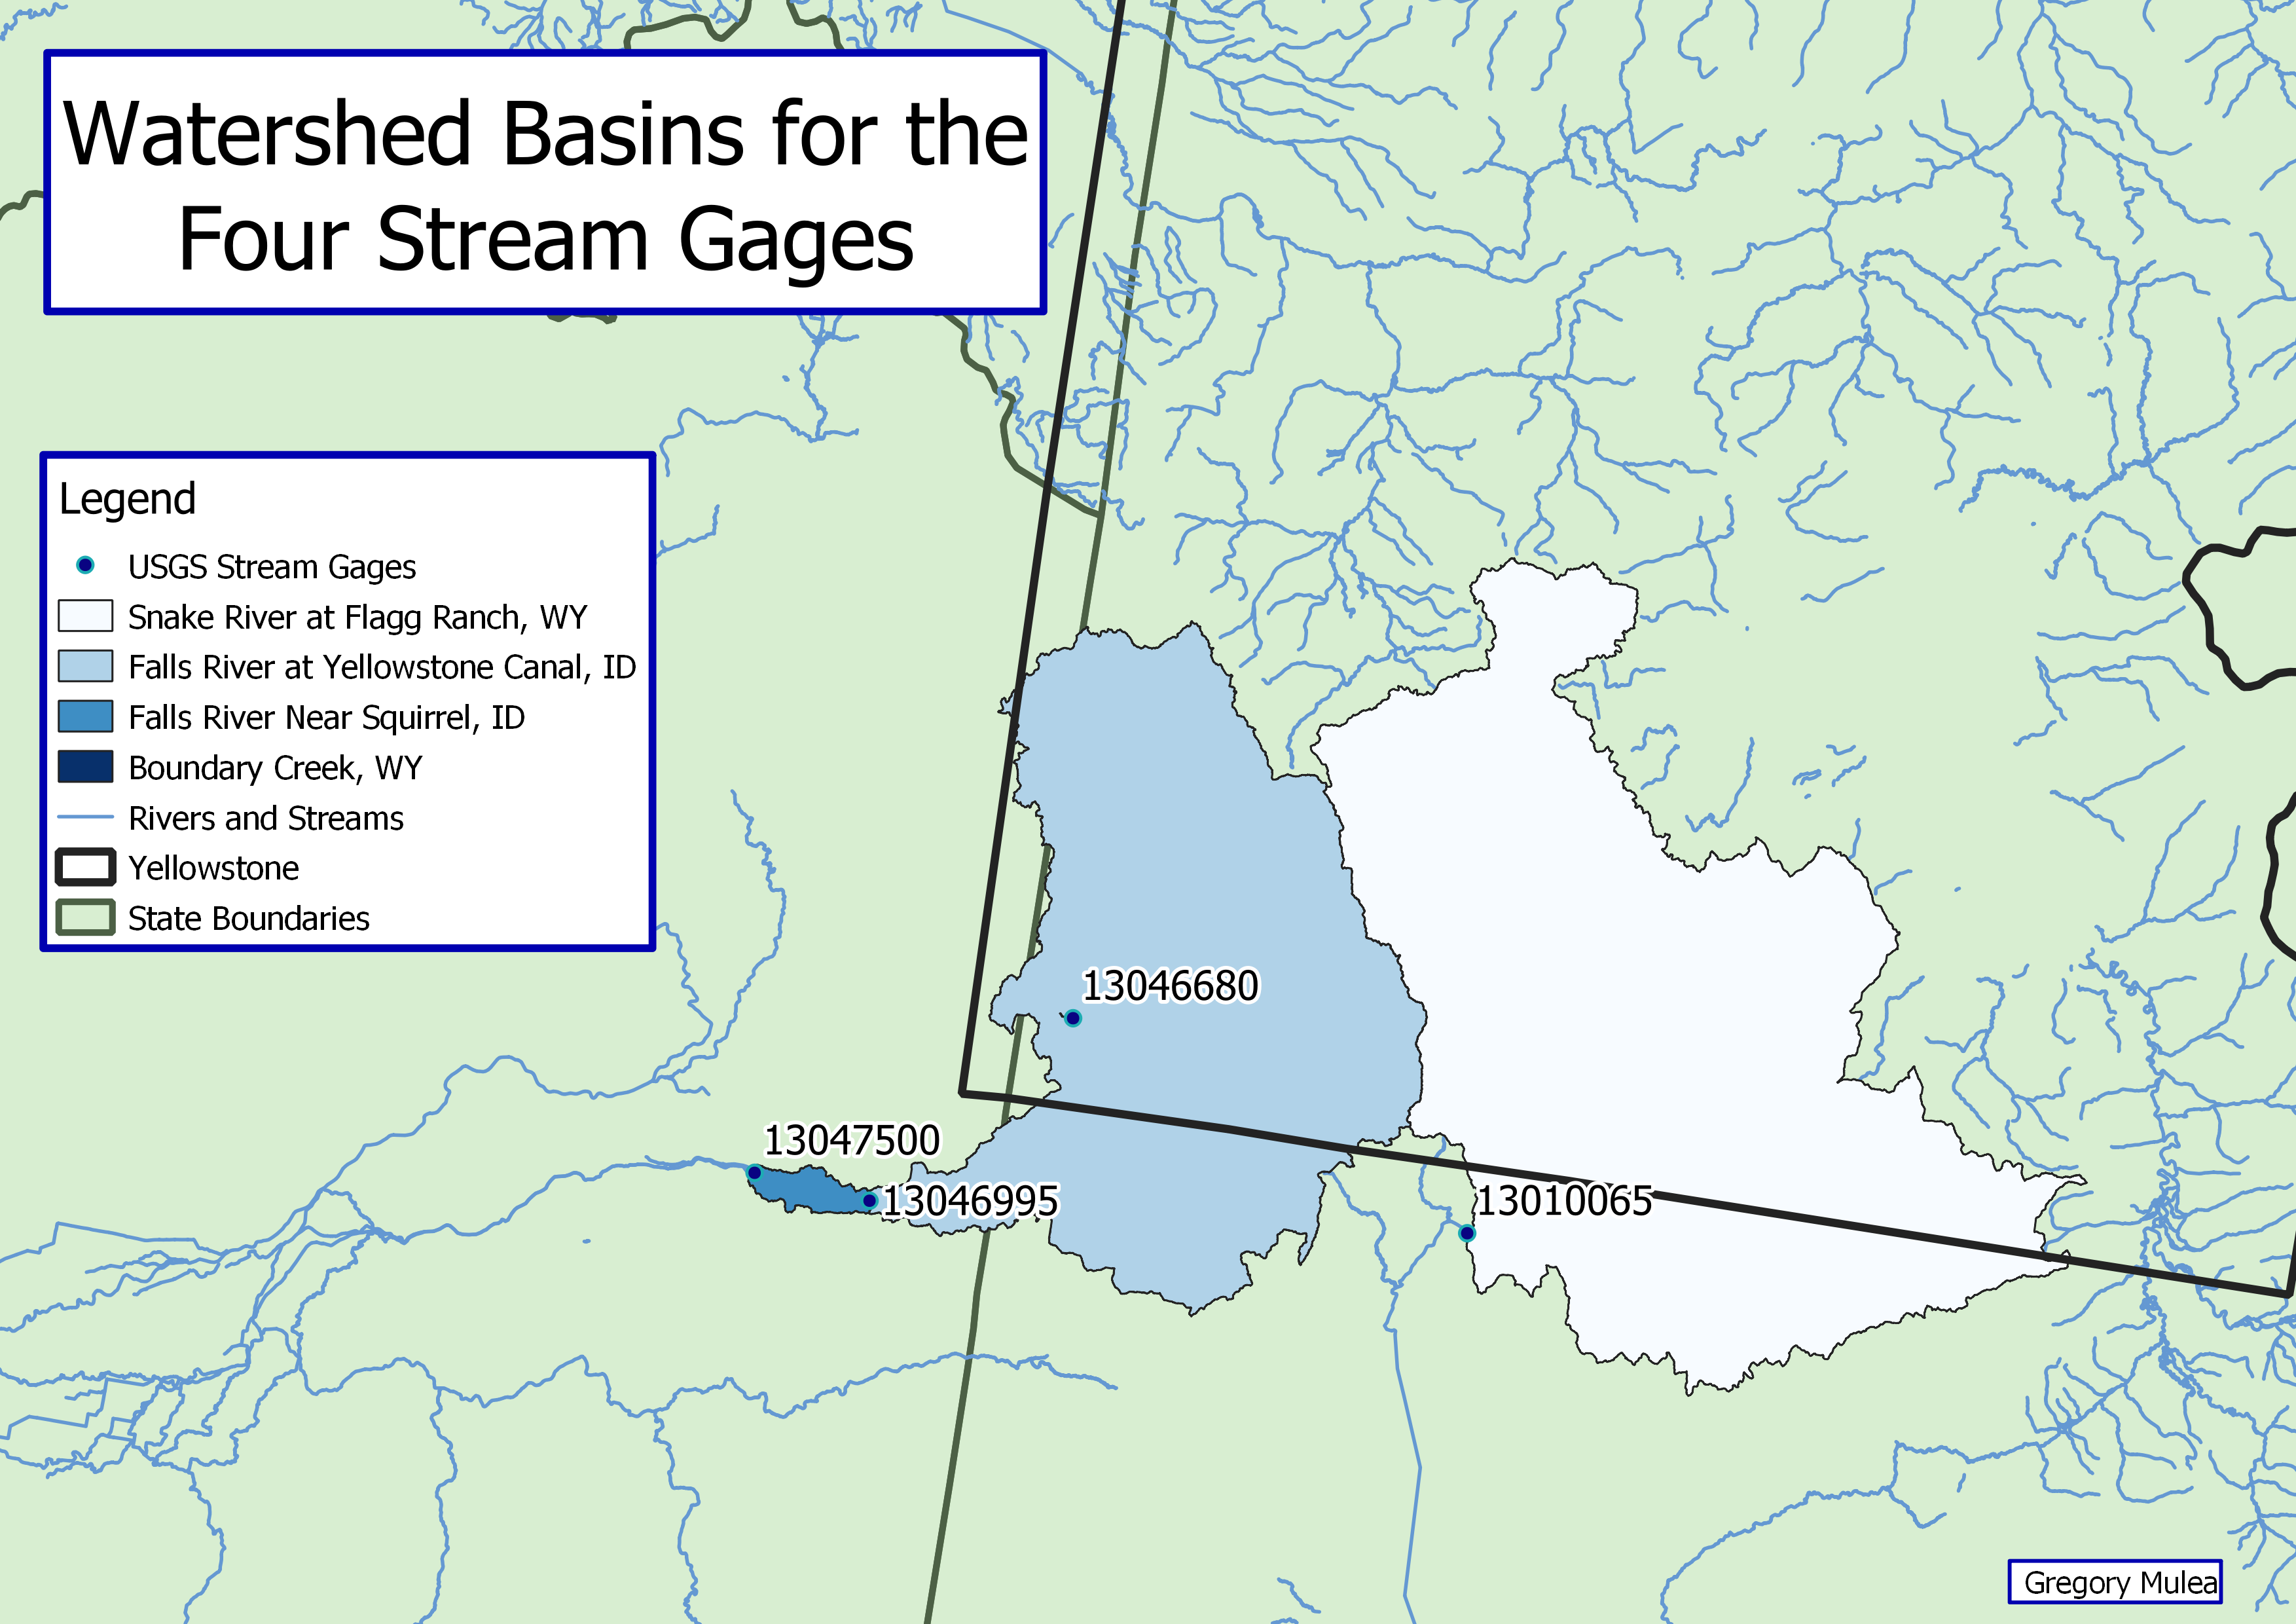 Watershed Basins for the
Four Stream Gages
Legend
USGS Stream Gages
Snake River at Flagg Ranch, WY
Falls River at Yellowstone Canal, ID
Falls River Near Squirrel, ID
Boundary Creek, WY
Rivers and Streams
Yellowstone
State Boundaries
13046680
13047500
13046995
13010065
Gregory Mulea